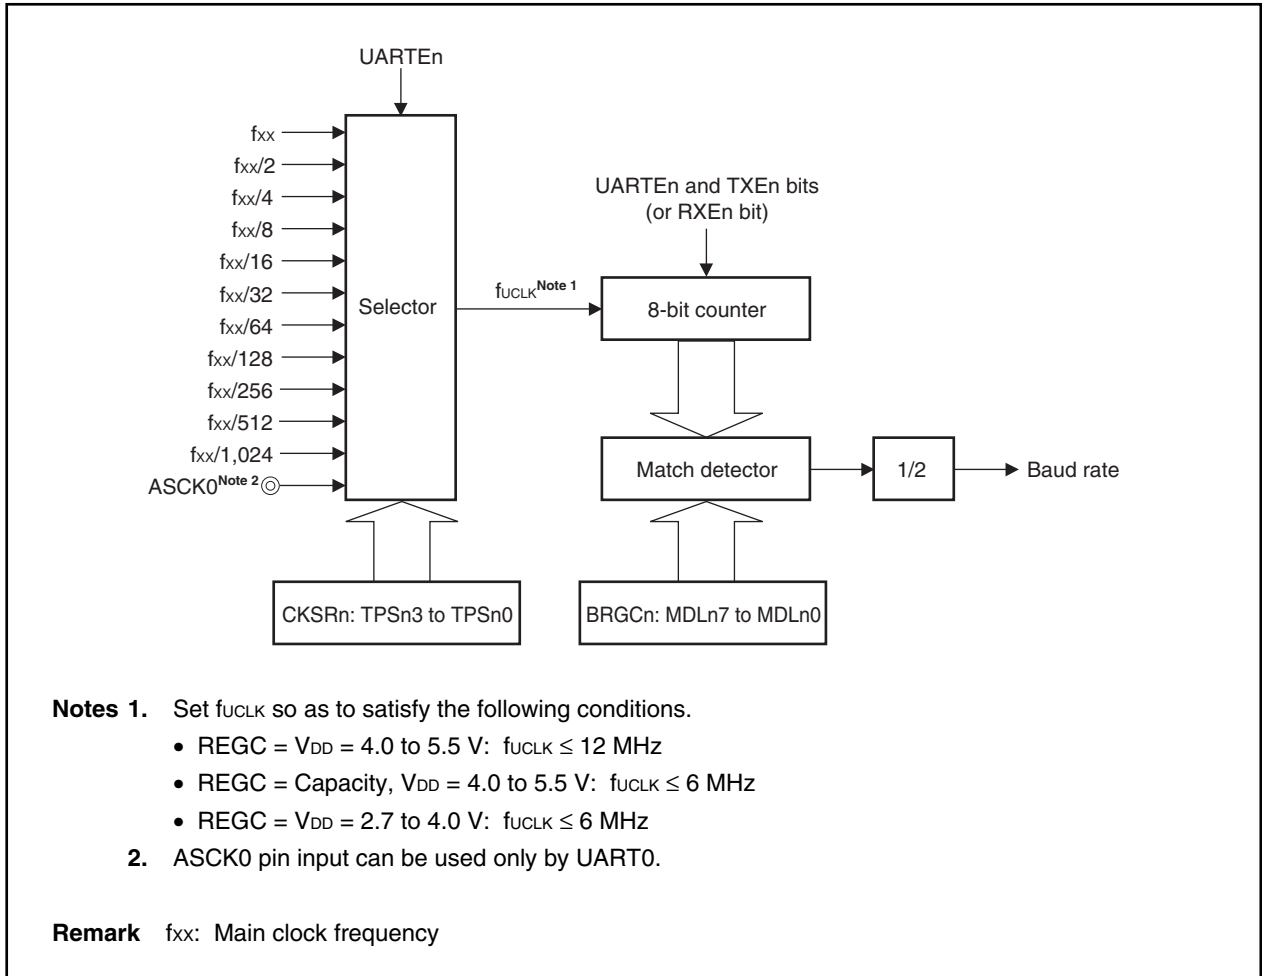 UARTEn
fxx
fxx/2
fxx/4
fxx/8
fxx/16
fxx/32
fxx/64
fxx/128
fxx/256
fxx/512
fxx/1,024
ASCK0Note 2
Selector
fUCLKNote 1
UARTEn and TXEn bits
(or RXEn bit)
8-bit counter
Match detector
1/2
Baud rate
CKSRn: TPSn3 to TPSn0
BRGCn: MDLn7 to MDLn0
Notes 1. Set fUCLK so as to satisfy the following conditions.
• REGC = VDD = 4.0 to 5.5 V: fUCLK ≤ 12 MHz
• REGC = Capacity, VDD = 4.0 to 5.5 V: fUCLK ≤ 6 MHz
• REGC = VDD = 2.7 to 4.0 V: fUCLK ≤ 6 MHz
2. ASCK0 pin input can be used only by UART0.
Remark fxx: Main clock frequency